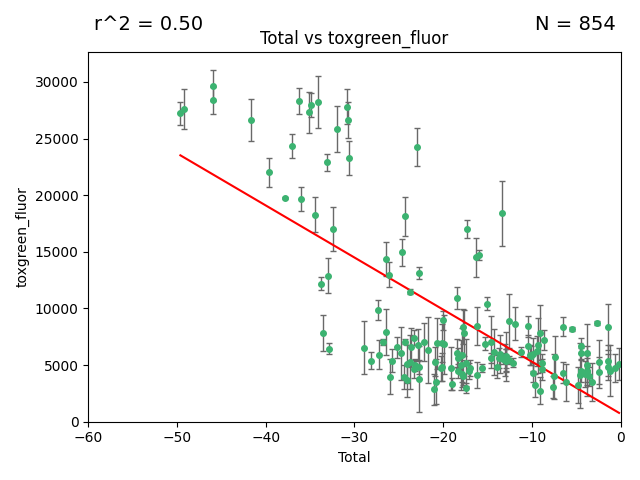 r^2 = 0.50
N = 854
Total vs toxgreen_fluor
30000
25000
20000
15000
10000
5000
0
toxgreen_fluor
−60
−50
−40
−30
−20
−10
0
Total